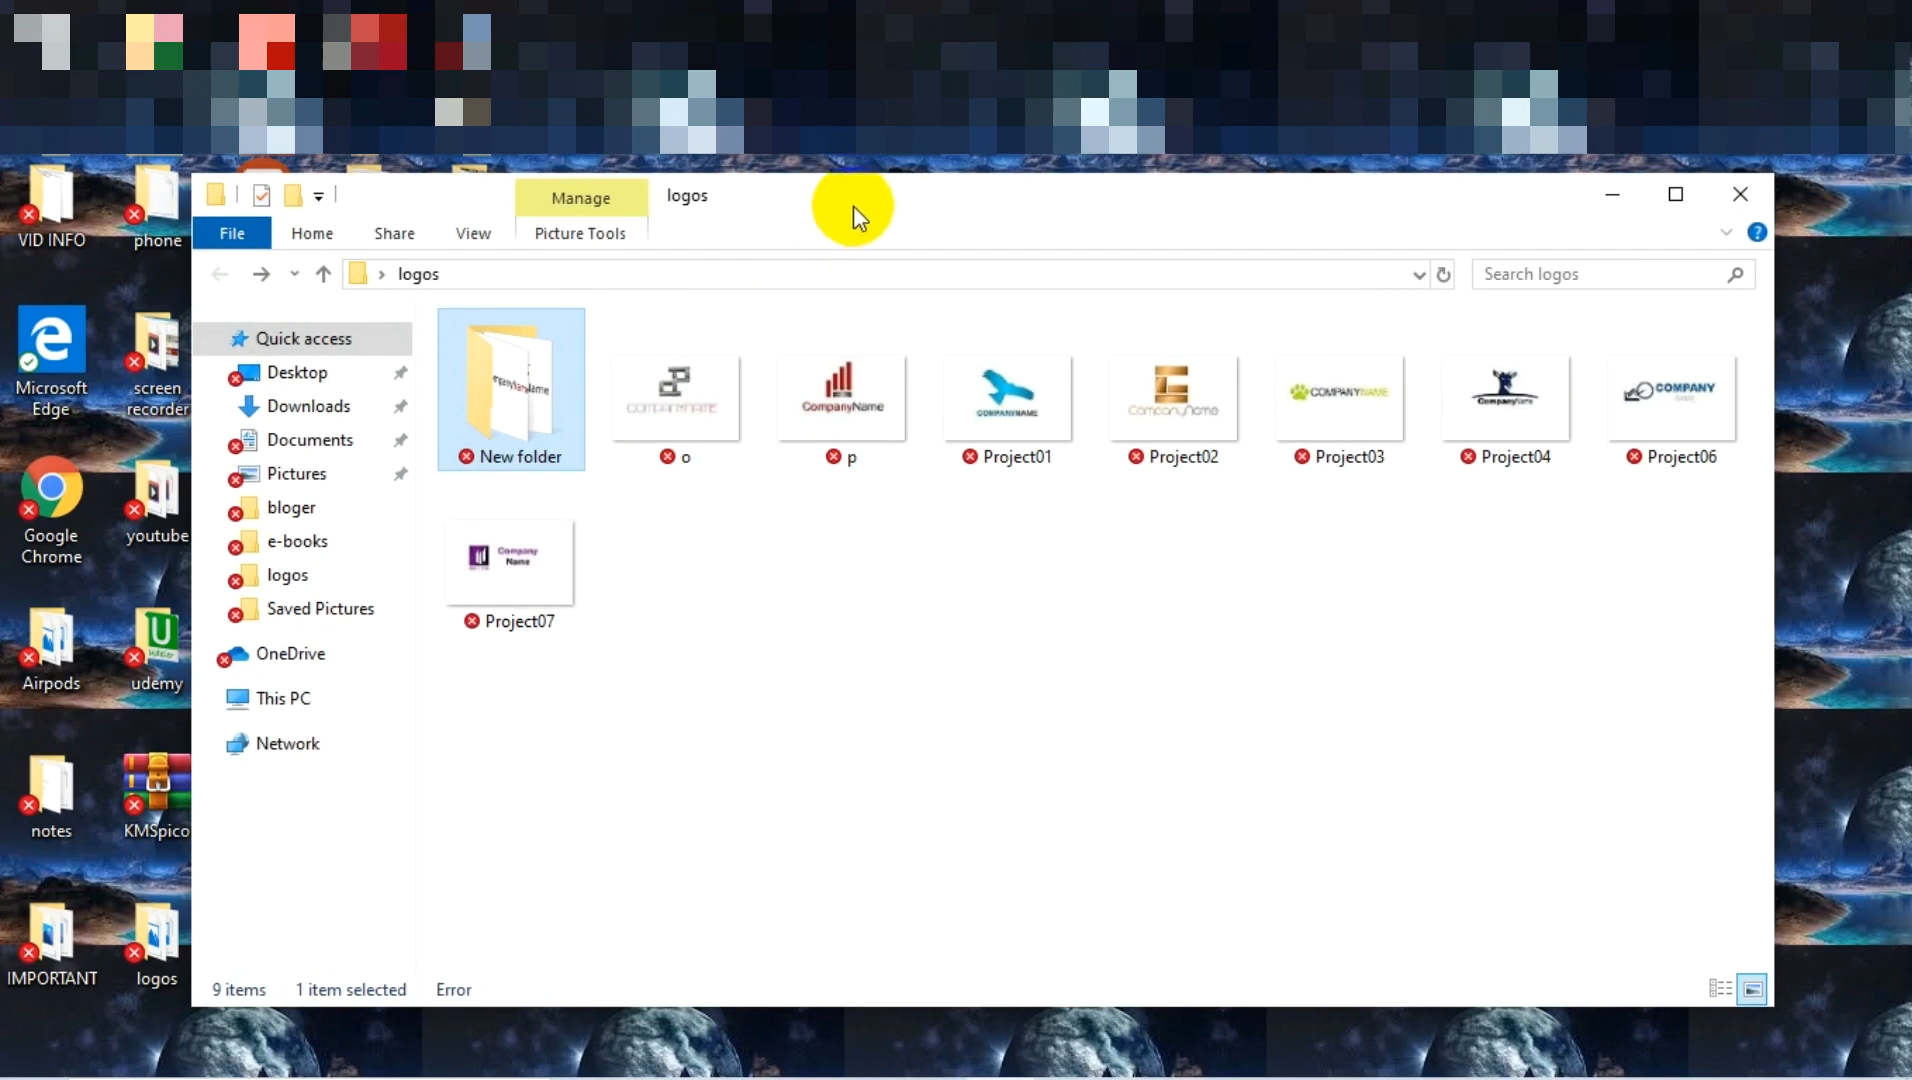 Manage
logos
File
Home
Share
View
Picture Tools
logos
Search logos
VID INFO
phone
Microsoft
Edge
screen
recorder
Google
Chrome
youtube
Airpods
udemy
notes
KMSpico
IMPORTANT
logos
Quick access
Desktop
Downloads
Documents
Pictures
bloger
e-books
logos
Saved Pictures
OneDrive
This PC
Network
New folder
COMPANYNAME
o
CompanyName
p
COMPANYNAME
Project01
CompanyName
Project02
COMPANYNAME
Project03
CompanyName
Project04
COMPANY
NAME
Project06
Company
Name
Project07
9 items
1 item selected
Error